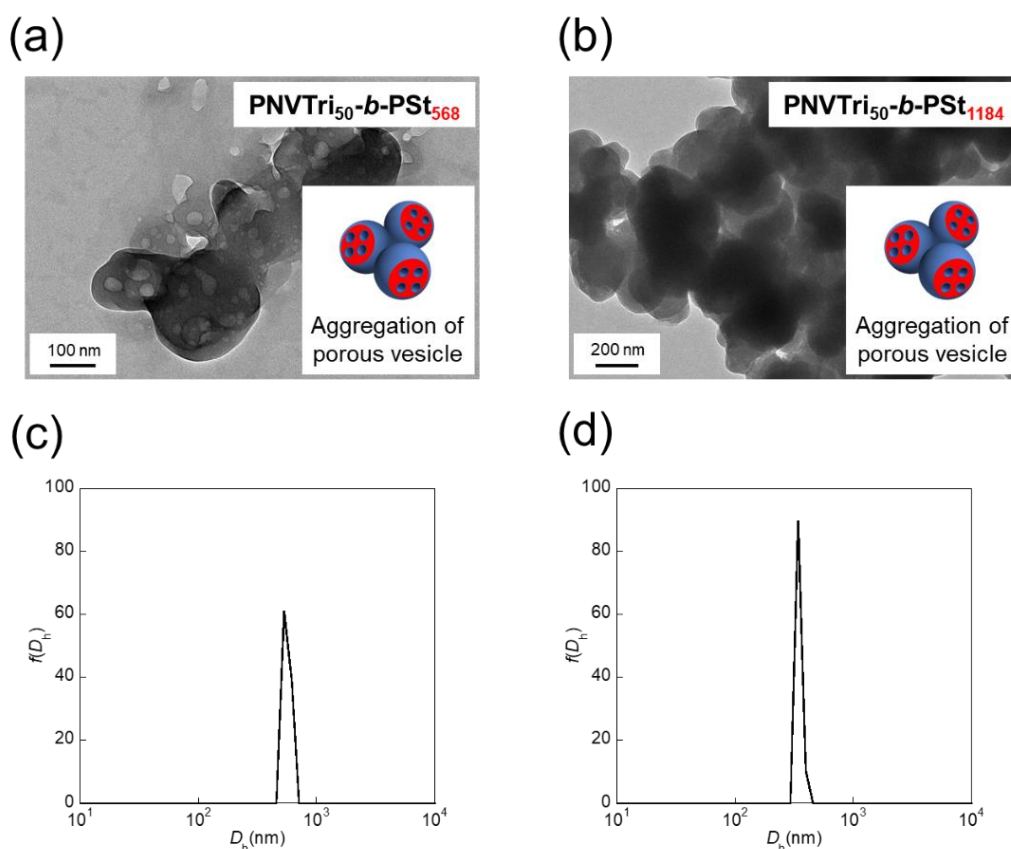 (a)
PNVTri50-b-PSt568
Aggregation of
porous vesicle
100 nm
(b)
PNVTri50-b-PSt1184
Aggregation of
porous vesicle
200 nm
(c)
100
80
60
40
20
0
f(Dh)
10^1
10^2
10^3
10^4
Dh(nm)
(d)
100
80
60
40
20
0
f(Dh)
10^1
10^2
10^3
10^4
Dh(nm)